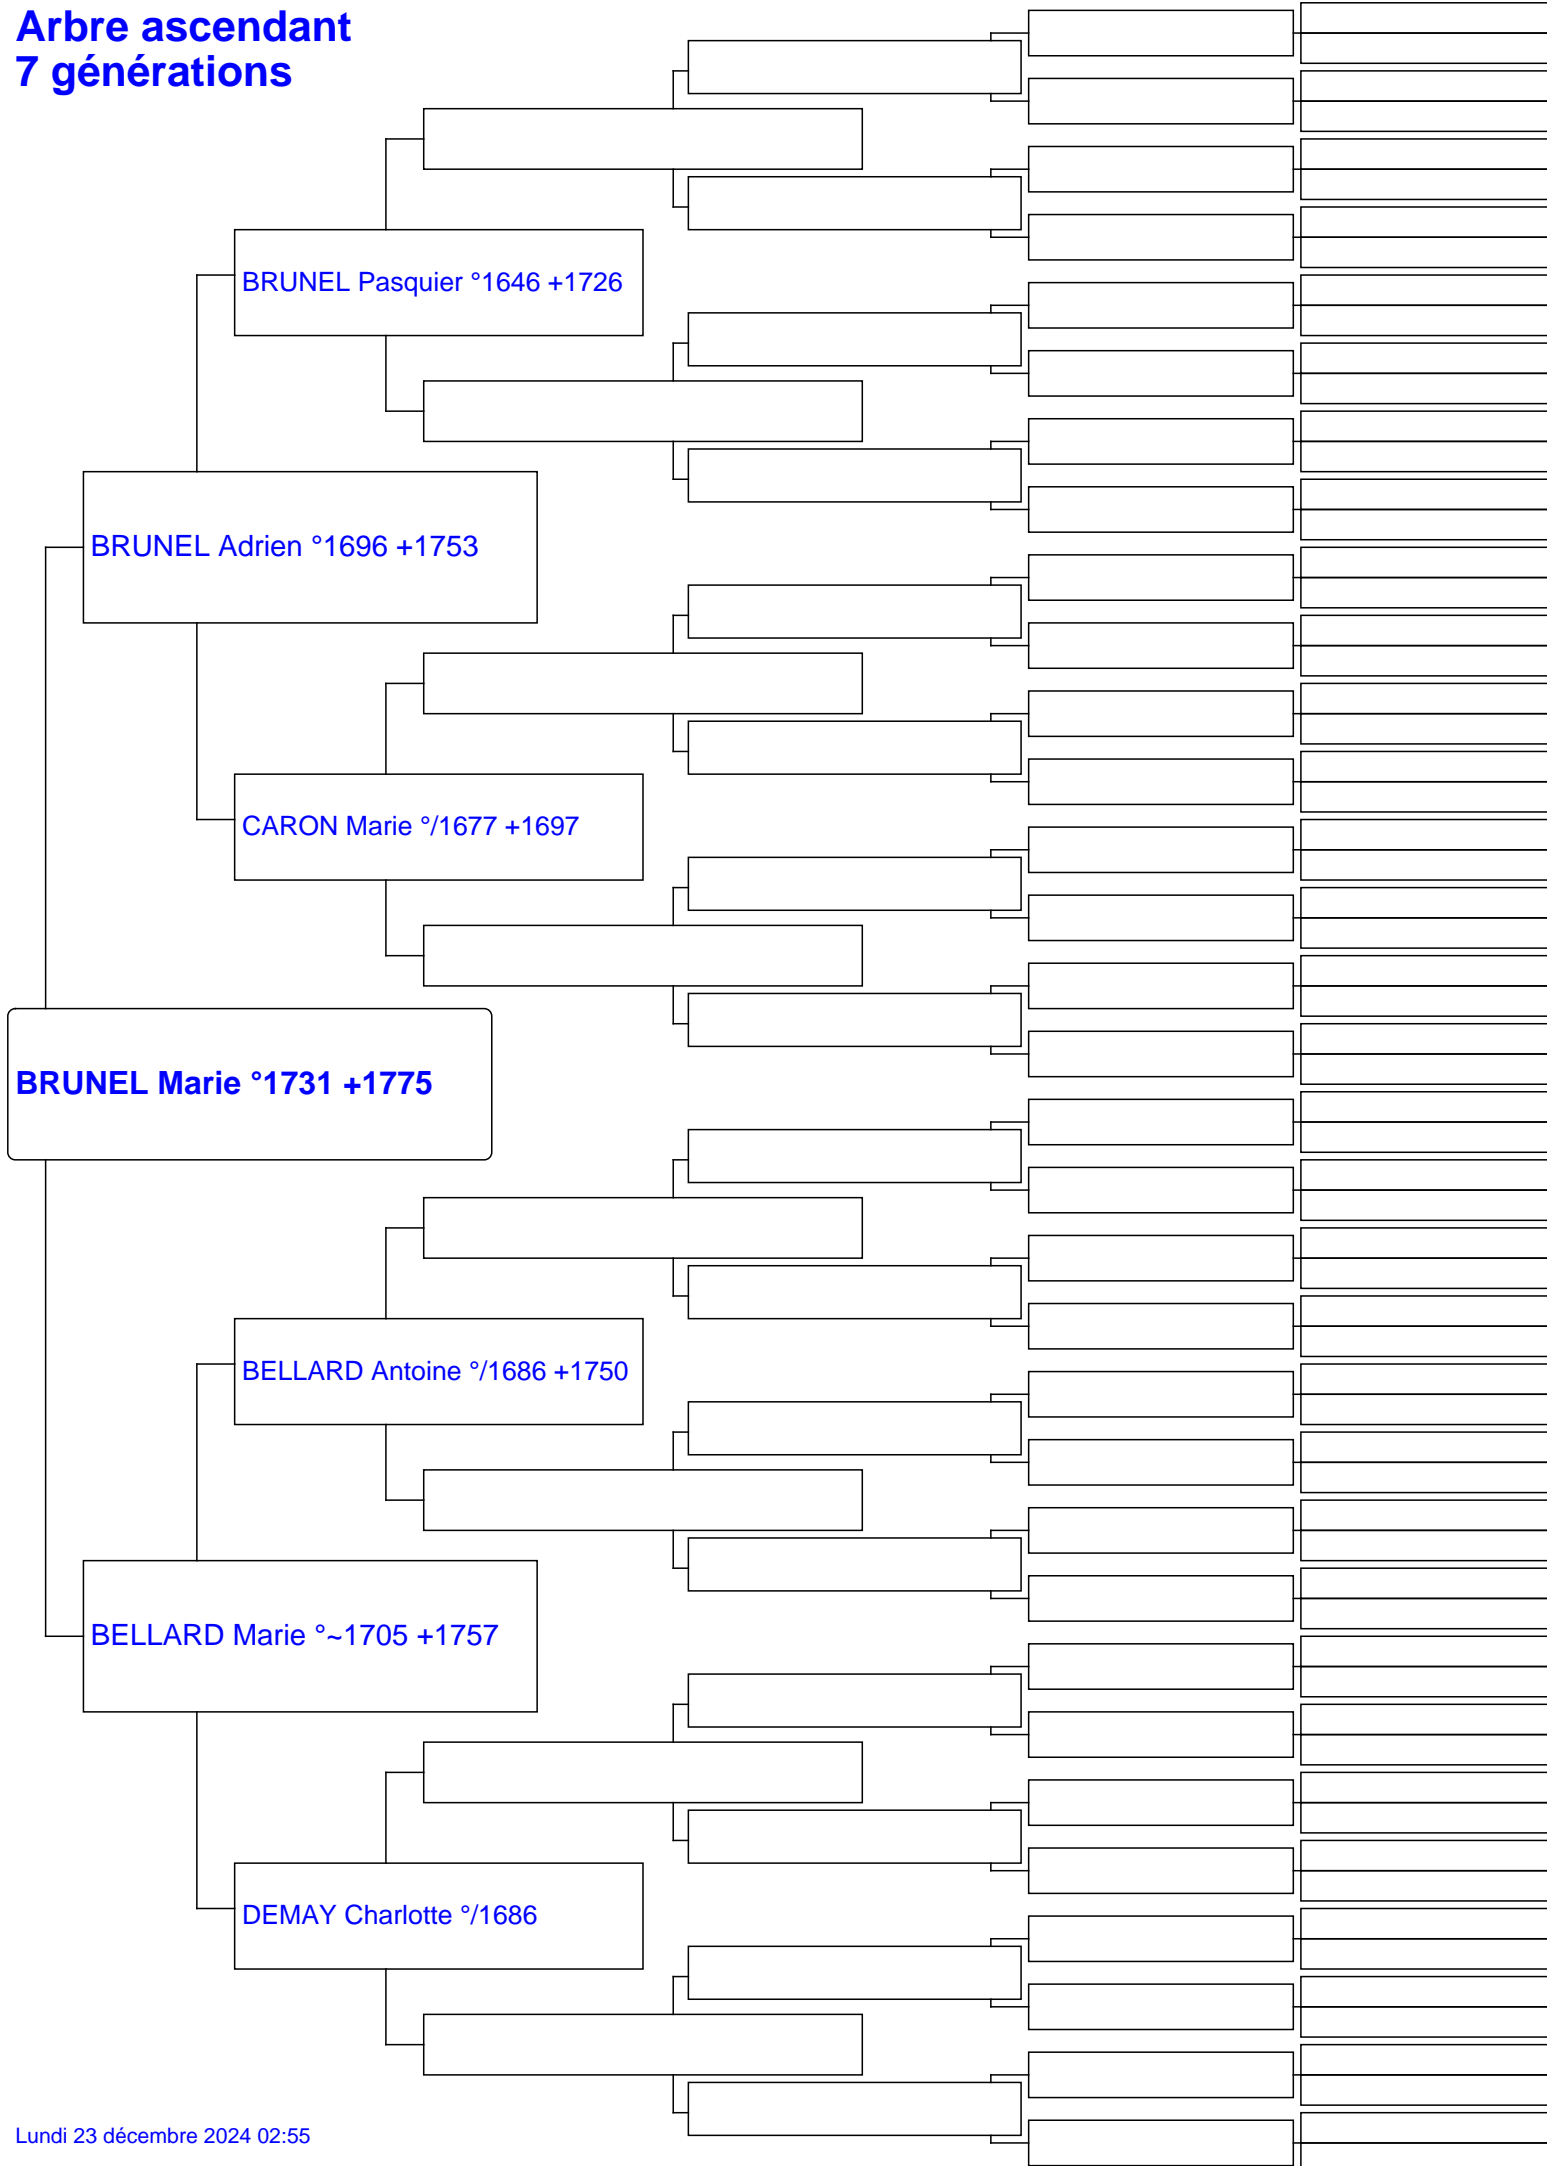 Arbre ascendant
7 générations
BRUNEL Pasquier °1646 +1726
BRUNEL Adrien °1696 +1753
CARON Marie °/1677 +1697
BRUNEL Marie °1731 +1775
BELLARD Antoine °/1686 +1750
BELLARD Marie °~1705 +1757
DEMAY Charlotte °/1686
Lundi 23 décembre 2024 02:55